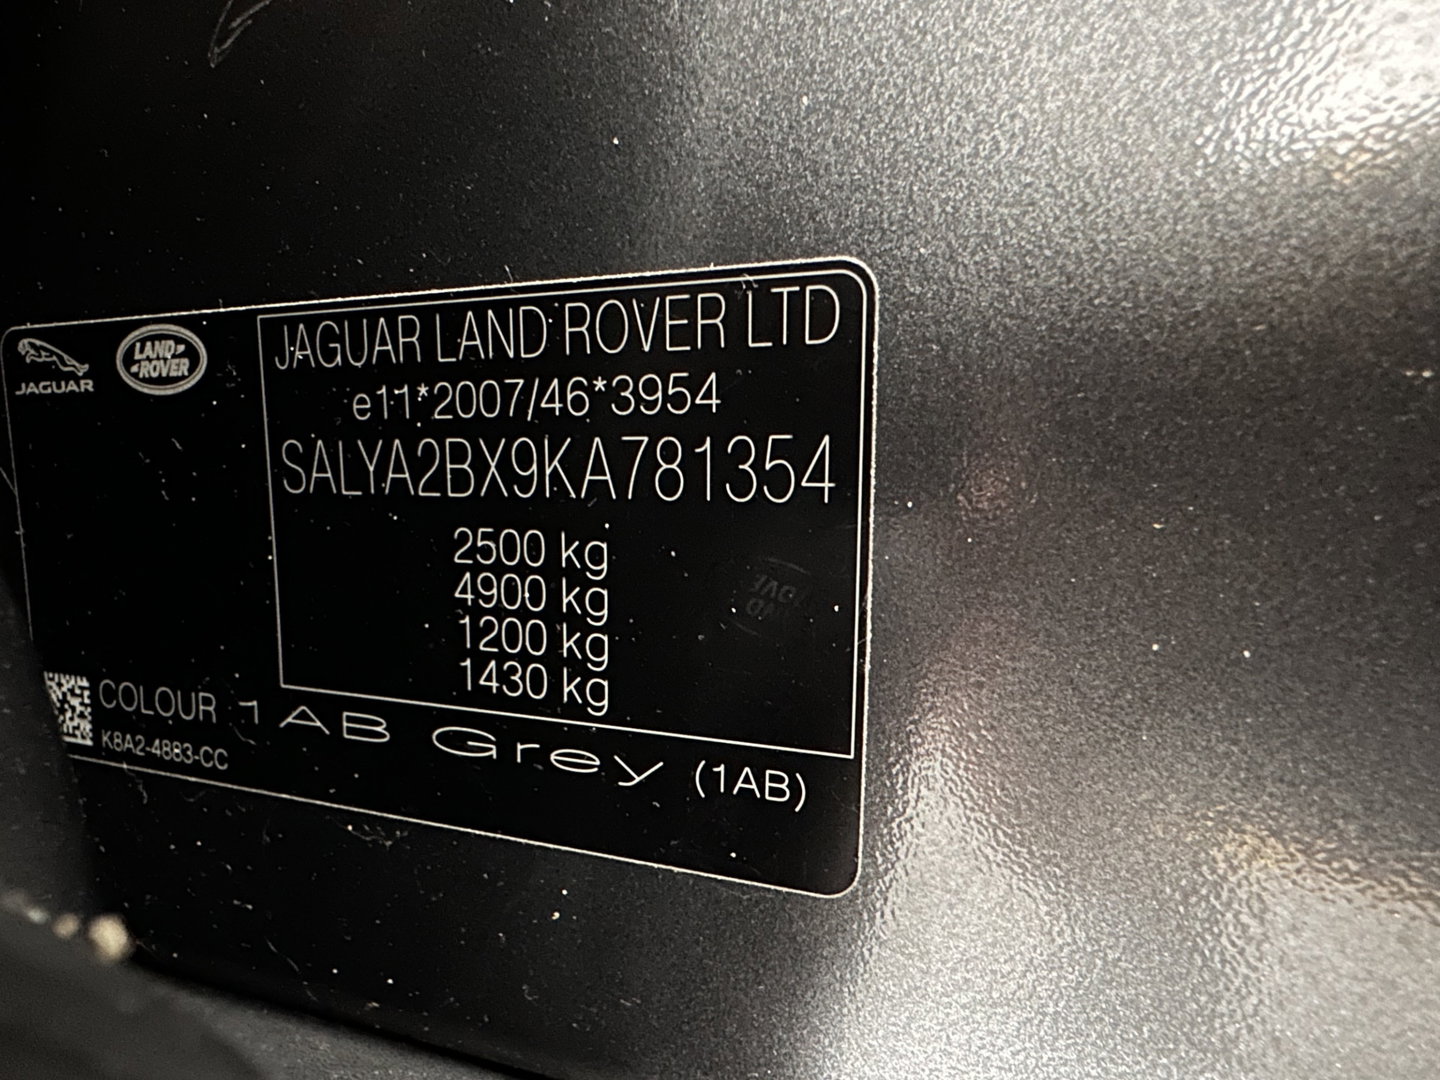 JAGUAR
LAND
ROVER
JAGUAR LAND ROVER LTD
e11*2007/46*3954
SALYA2BX9KA781354
2500 kg
4900 kg
1200 kg
1430 kg
COLOUR 1AB Grey (1AB)
K8A2-4883-CC